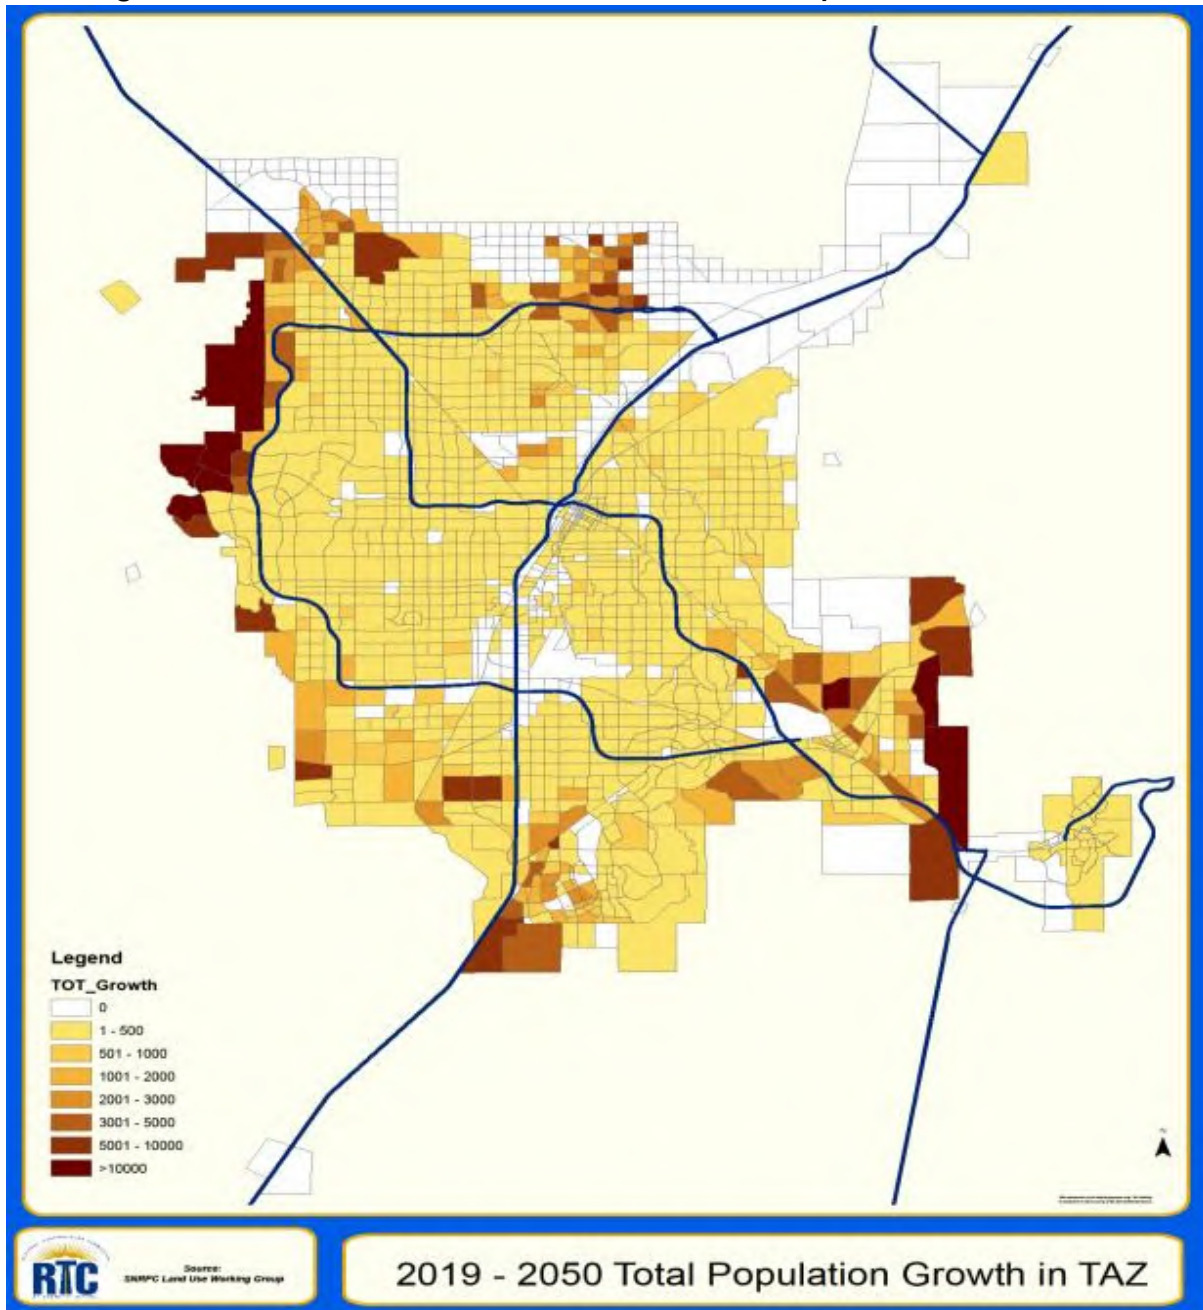 Legend
TOT_Growth
0
1 - 500
501 - 1000
1001 - 2000
2001 - 3000
3001 - 5000
5001 - 10000
>10000
RTC
Source:
SNRPC Land Use Working Group
2019 - 2050 Total Population Growth in TAZ